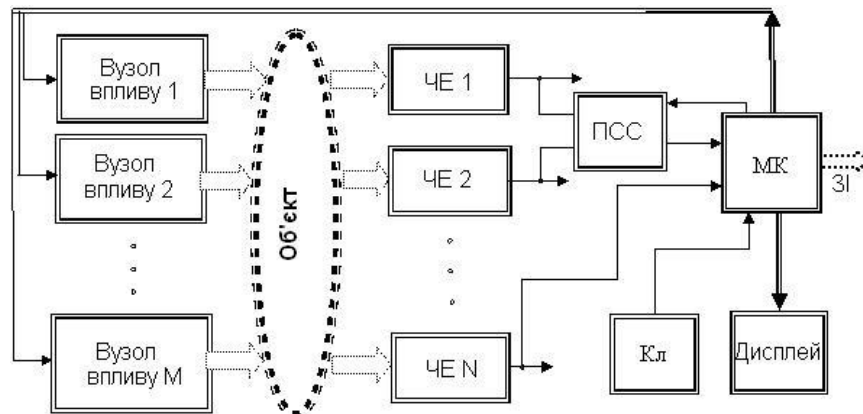 Вузол
впливу 1
ЧЕ 1
Вузол
впливу 2
ЧЕ 2
ПСС
МК
ЗІ
Об'єкт
Вузол
впливу М
ЧЕ N
Кл
Дисплей